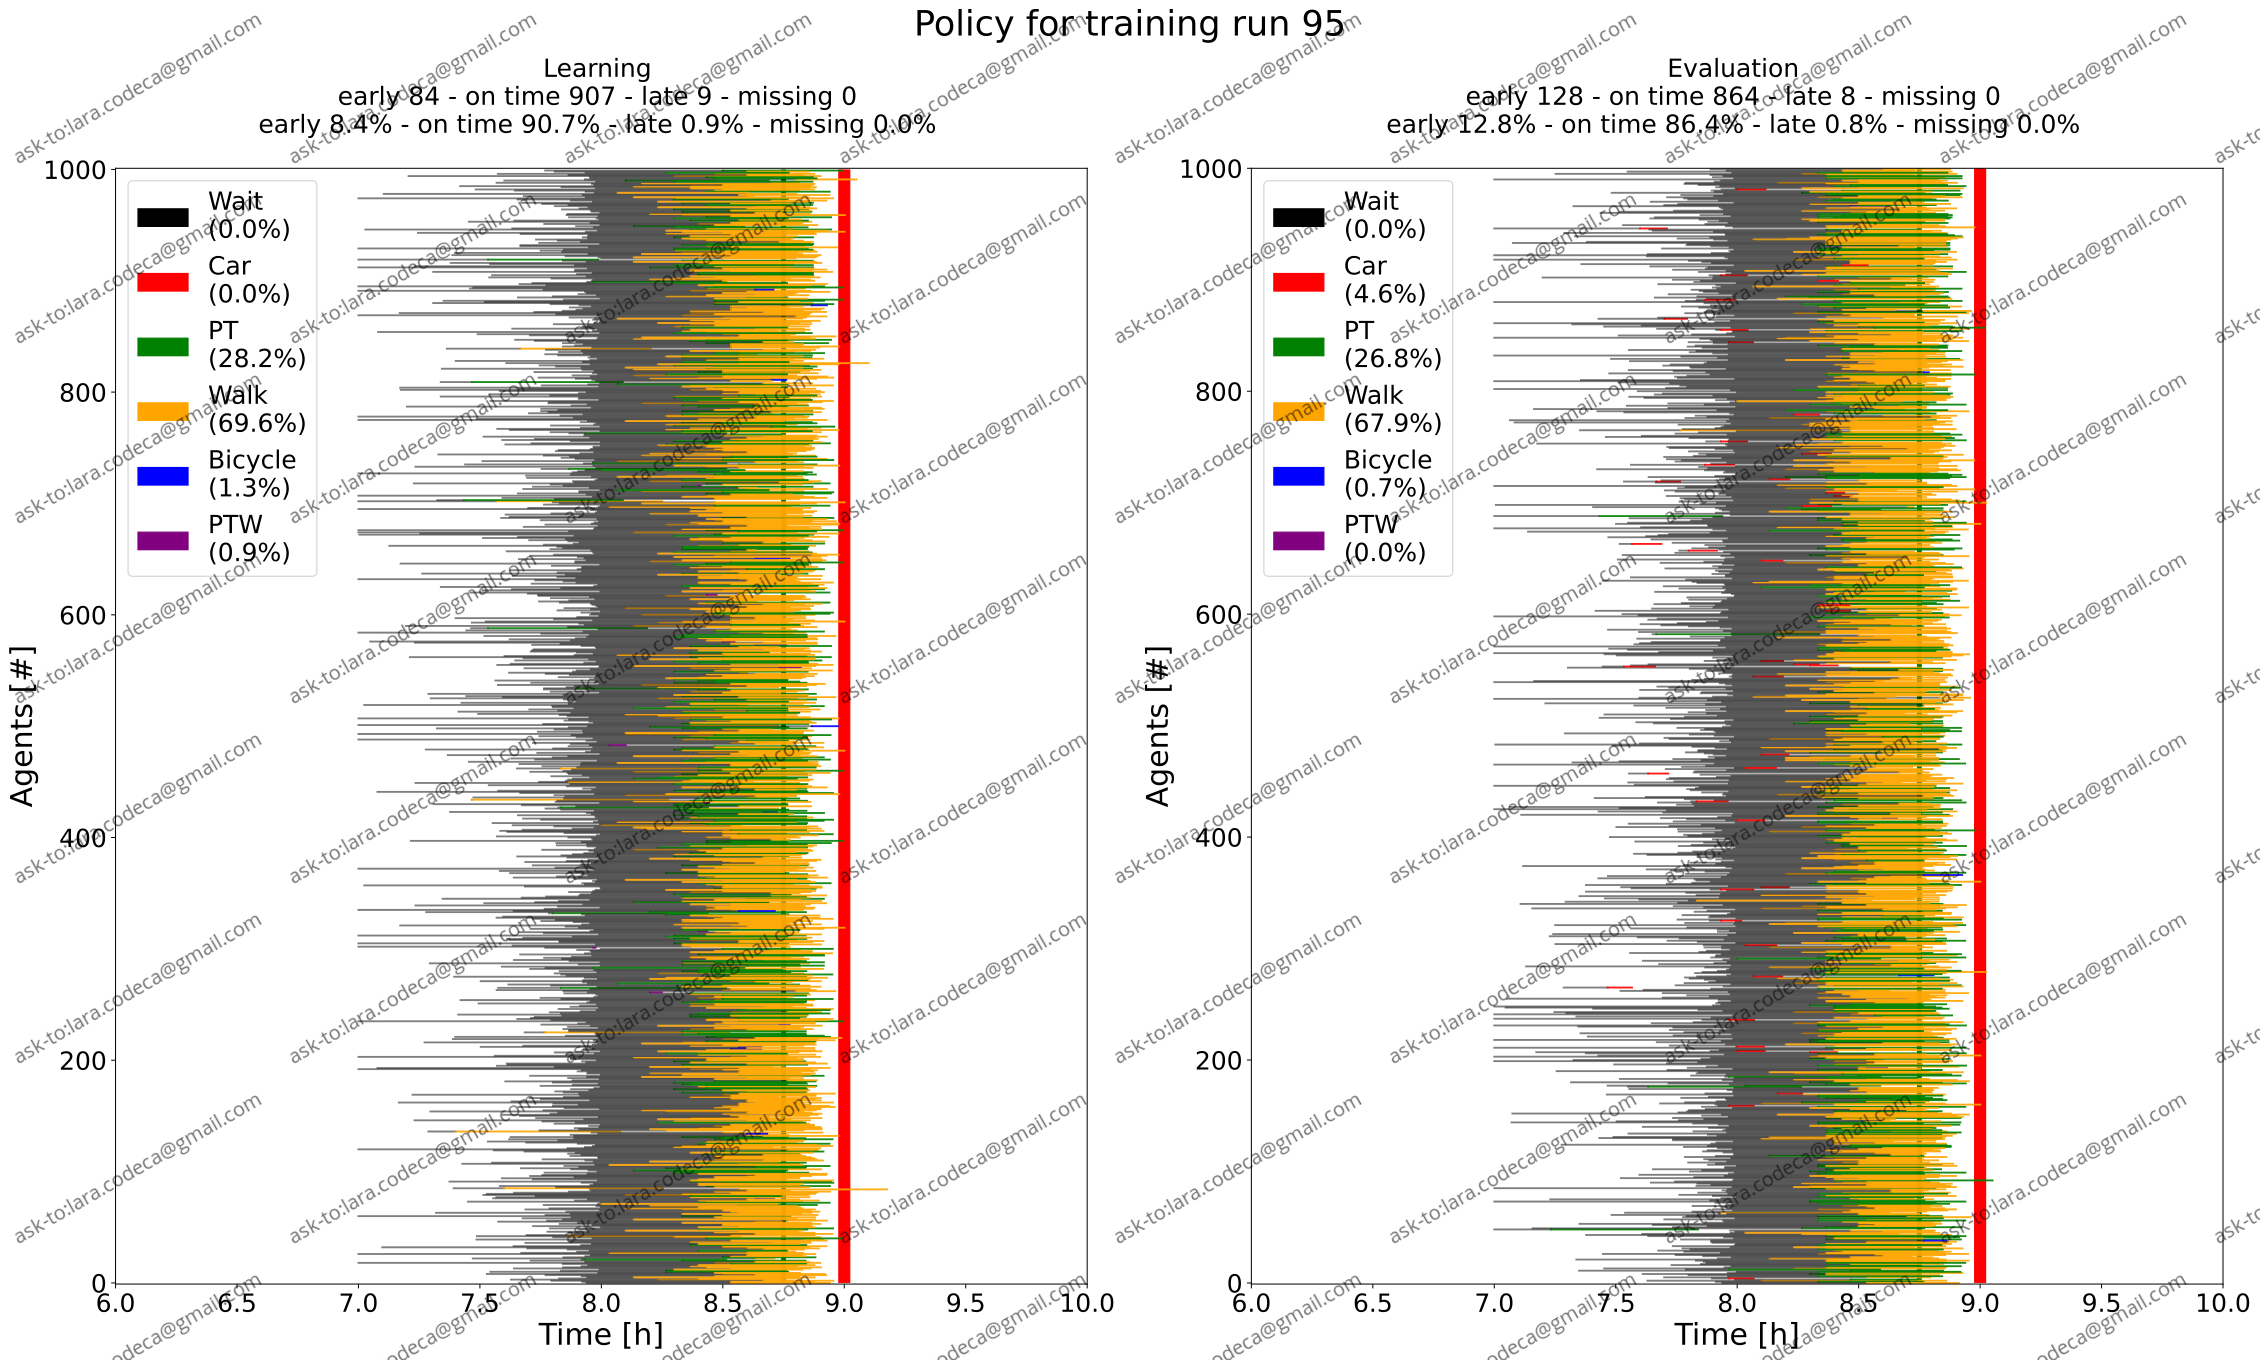 Policy for training run 95
Learning
early 84 - on time 907 - late 9 - missing 0
early 8.4% - on time 90.7% - late 0.9% - missing 0.0%
Wait
(0.0%)
Car
(0.0%)
PT
(28.2%)
Walk
(69.6%)
Bicycle
(1.3%)
PTW
(0.9%)
Agents [#]
1000
800
600
400
200
0
6.0 6.5 7.0 7.5 8.0 8.5 9.0 9.5 10.0
Time [h]
Evaluation
early 128 - on time 864 - late 8 - missing 0
early 12.8% - on time 86.4% - late 0.8% - missing 0.0%
Wait
(0.0%)
Car
(4.6%)
PT
(26.8%)
Walk
(67.9%)
Bicycle
(0.7%)
PTW
(0.0%)
Agents [#]
1000
800
600
400
200
0
6.0 6.5 7.0 7.5 8.0 8.5 9.0 9.5 10.0
Time [h]
ask-to:lara.codeca@gmail.com